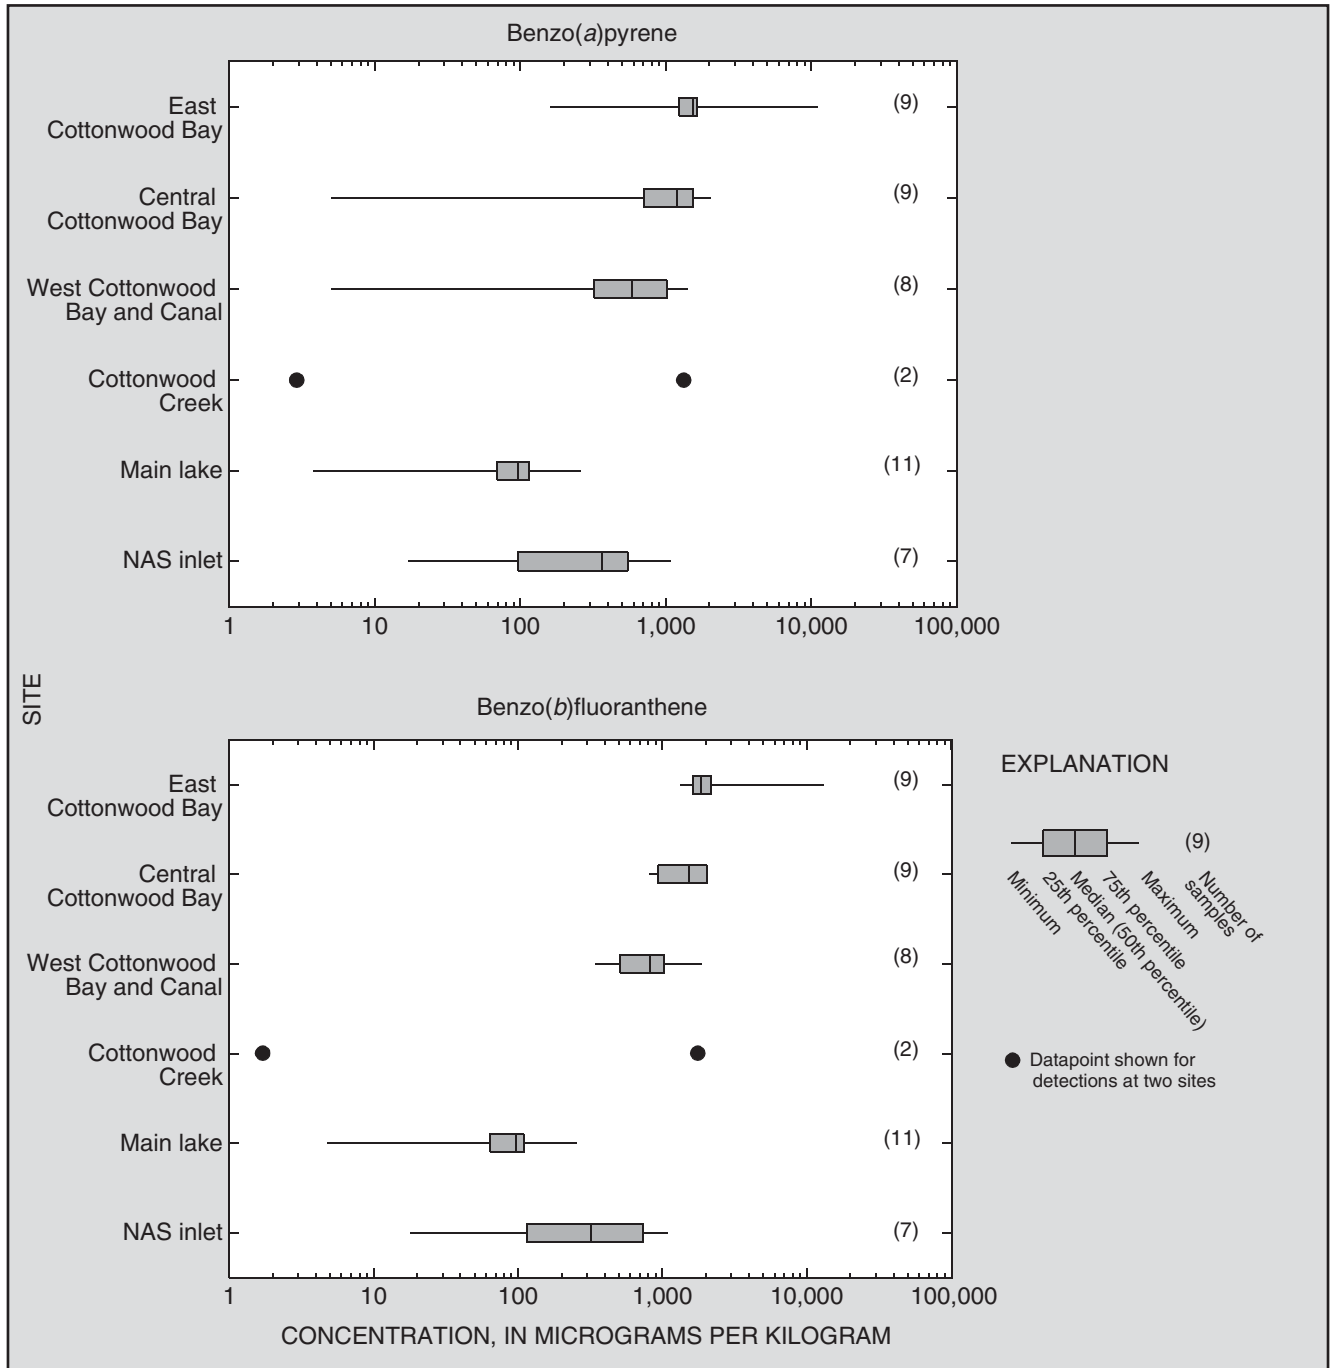 Benzo(a)pyrene
East
Cottonwood Bay
(9)
Central
Cottonwood Bay
(9)
West Cottonwood
Bay and Canal
(8)
Cottonwood
Creek
(2)
Main lake
(11)
NAS inlet
(7)
1 10 100 1,000 10,000 100,000
SITE
Benzo(b)fluoranthene
East
Cottonwood Bay
(9)
Central
Cottonwood Bay
(9)
West Cottonwood
Bay and Canal
(8)
Cottonwood
Creek
(2)
Main lake
(11)
NAS inlet
(7)
1 10 100 1,000 10,000 100,000
CONCENTRATION, IN MICROGRAMS PER KILOGRAM
EXPLANATION
(9)
Minimum
25th percentile
Median (50th percentile)
75th percentile
Maximum
Number of
samples
Datapoint shown for
detections at two sites